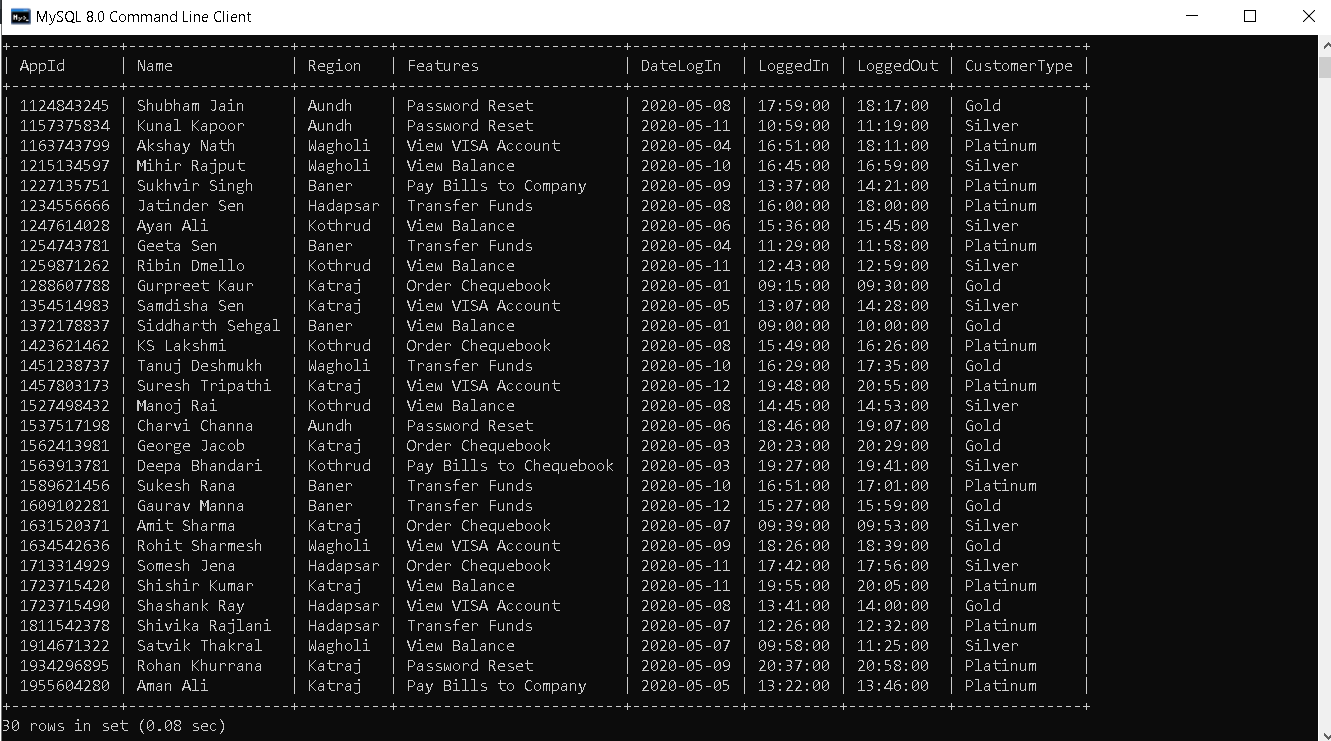 MySQL 8.0 Command Line Client
+------------+------------------+----------+------------------------+------------+----------+-----------+--------------+
| AppId | Name | Region | Features | DateLogIn | LoggedIn | LoggedOut | CustomerType |
+------------+------------------+----------+------------------------+------------+----------+-----------+--------------+
| 1124843245 | Shubham Jain | Aundh | Password Reset | 2020-05-08 | 17:59:00 | 18:17:00 | Gold |
| 1157375834 | Kunal Kapoor | Aundh | Password Reset | 2020-05-11 | 10:59:00 | 11:19:00 | Silver |
| 1163743799 | Akshay Nath | Wagholi | View VISA Account | 2020-05-04 | 16:51:00 | 18:11:00 | Platinum |
| 1215134597 | Mihir Rajput | Wagholi | View Balance | 2020-05-10 | 16:45:00 | 16:59:00 | Silver |
| 1227135751 | Sukhvir Singh | Baner | Pay Bills to Company | 2020-05-09 | 13:37:00 | 14:21:00 | Platinum |
| 1234556666 | Jatinder Sen | Hadapsar | Transfer Funds | 2020-05-08 | 16:00:00 | 18:00:00 | Platinum |
| 1247614028 | Ayan Ali | Kothrud | View Balance | 2020-05-06 | 15:36:00 | 15:45:00 | Silver |
| 1254743781 | Geeta Sen | Baner | Transfer Funds | 2020-05-04 | 11:29:00 | 11:58:00 | Platinum |
| 1259871262 | Ribin Dmello | Kothrud | View Balance | 2020-05-11 | 12:43:00 | 12:59:00 | Silver |
| 1288607788 | Gurpreet Kaur | Katraj | Order Chequebook | 2020-05-01 | 09:15:00 | 09:30:00 | Gold |
| 1354514983 | Samdisha Sen | Katraj | View VISA Account | 2020-05-05 | 13:07:00 | 14:28:00 | Silver |
| 1372178837 | Siddharth Sehgal | Baner | View Balance | 2020-05-01 | 09:00:00 | 10:00:00 | Gold |
| 1423621462 | KS Lakshmi | Kothrud | Order Chequebook | 2020-05-08 | 15:49:00 | 16:26:00 | Platinum |
| 1451238737 | Tanuj Deshmukh | Wagholi | Transfer Funds | 2020-05-10 | 16:29:00 | 17:35:00 | Gold |
| 1457803173 | Suresh Tripathi | Katraj | View VISA Account | 2020-05-12 | 19:48:00 | 20:55:00 | Platinum |
| 1527498432 | Manoj Rai | Kothrud | View Balance | 2020-05-08 | 14:45:00 | 14:53:00 | Silver |
| 1537517198 | Charvi Channa | Aundh | Password Reset | 2020-05-06 | 18:46:00 | 19:07:00 | Gold |
| 1562413981 | George Jacob | Katraj | Order Chequebook | 2020-05-03 | 20:23:00 | 20:29:00 | Gold |
| 1563913781 | Deepa Bhandari | Kothrud | Pay Bills to Chequebook | 2020-05-03 | 19:27:00 | 19:41:00 | Silver |
| 1589621456 | Sukesh Rana | Baner | Transfer Funds | 2020-05-10 | 16:51:00 | 17:01:00 | Platinum |
| 1609102281 | Gaurav Manna | Baner | Transfer Funds | 2020-05-12 | 15:27:00 | 15:59:00 | Gold |
| 1631520371 | Amit Sharma | Katraj | Order Chequebook | 2020-05-07 | 09:39:00 | 09:53:00 | Silver |
| 1634542636 | Rohit Sharmesh | Wagholi | View VISA Account | 2020-05-09 | 18:26:00 | 18:39:00 | Gold |
| 1713314929 | Somesh Jena | Hadapsar | Order Chequebook | 2020-05-11 | 17:42:00 | 17:56:00 | Silver |
| 1723715420 | Shishir Kumar | Katraj | View Balance | 2020-05-11 | 19:55:00 | 20:05:00 | Platinum |
| 1723715490 | Shashank Ray | Hadapsar | View VISA Account | 2020-05-08 | 13:41:00 | 14:00:00 | Gold |
| 1811542378 | Shivika Rajlani | Hadapsar | Transfer Funds | 2020-05-07 | 12:26:00 | 12:32:00 | Platinum |
| 1914671322 | Satvik Thakral | Wagholi | View Balance | 2020-05-07 | 09:58:00 | 11:25:00 | Silver |
| 1934296895 | Rohan Khurrana | Katraj | Password Reset | 2020-05-09 | 20:37:00 | 20:58:00 | Platinum |
| 1955604280 | Aman Ali | Katraj | Pay Bills to Company | 2020-05-05 | 13:22:00 | 13:46:00 | Platinum |
+------------+------------------+----------+------------------------+------------+----------+-----------+--------------+
30 rows in set (0.08 sec)